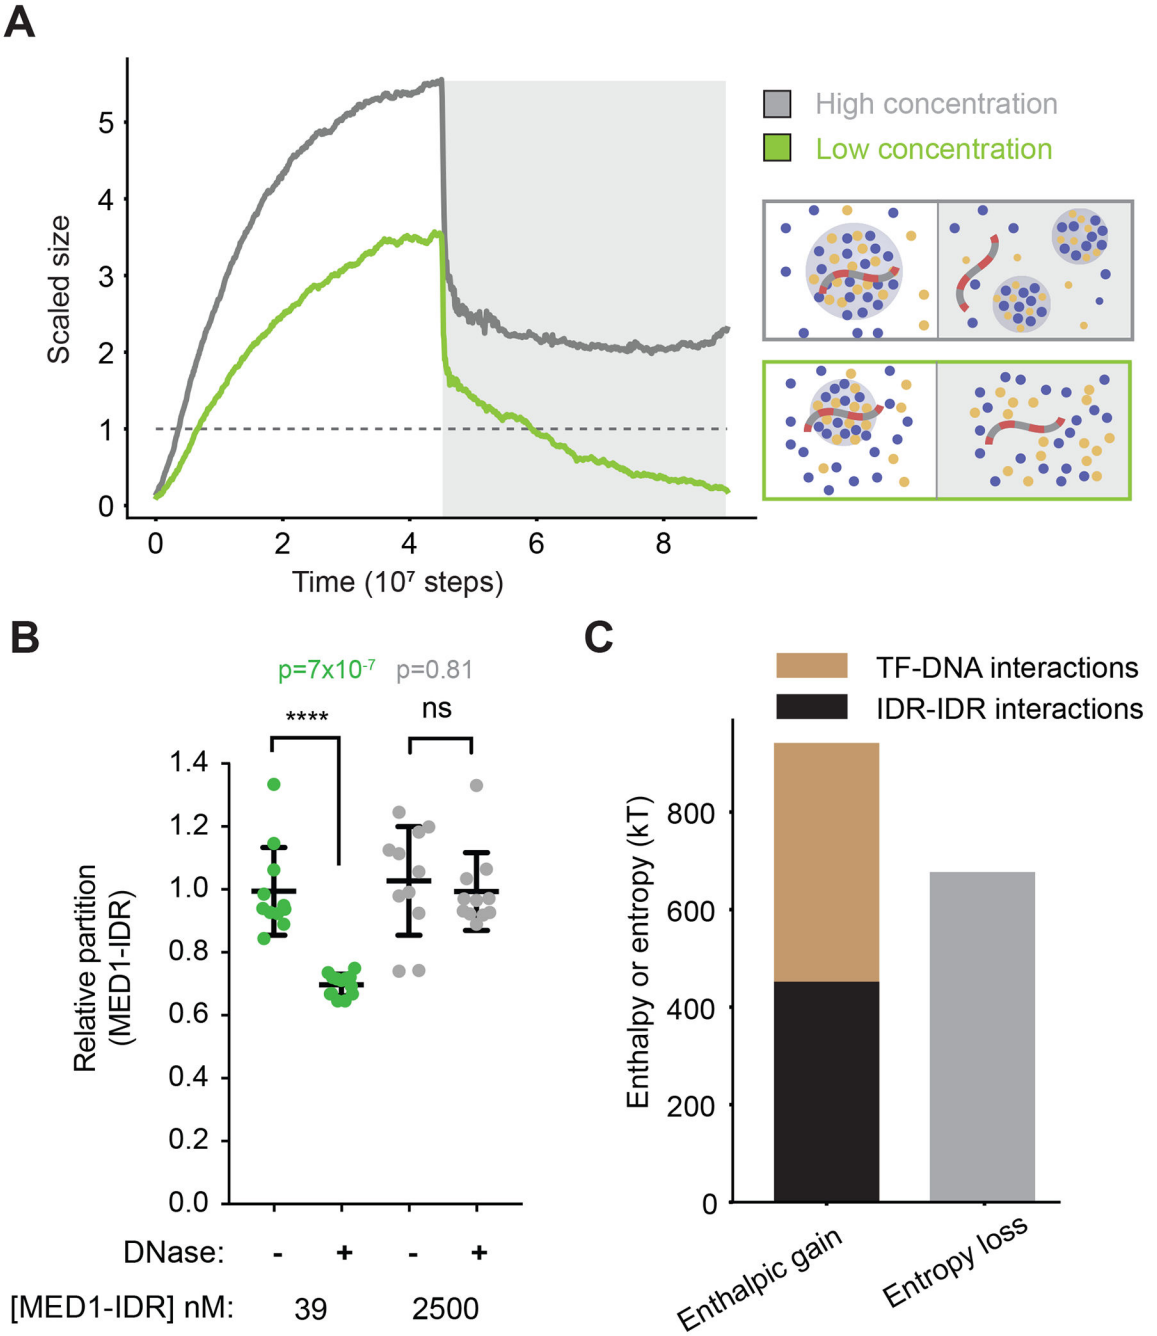 A
High concentration
Low concentration
Scaled size
5
4
3
2
1
0
0 2 4 6 8
Time (10⁷ steps)
B
p=7x10⁻⁷ p=0.81
**** ns
Relative partition
(MED1-IDR)
1.4
1.2
1.0
0.8
0.6
0.4
0.2
0.0
DNase: - + - +
[MED1-IDR] nM: 39 2500
C
TF-DNA interactions
IDR-IDR interactions
Enthalpy or entropy (kT)
800
600
400
200
0
Enthalpic gain
Entropy loss